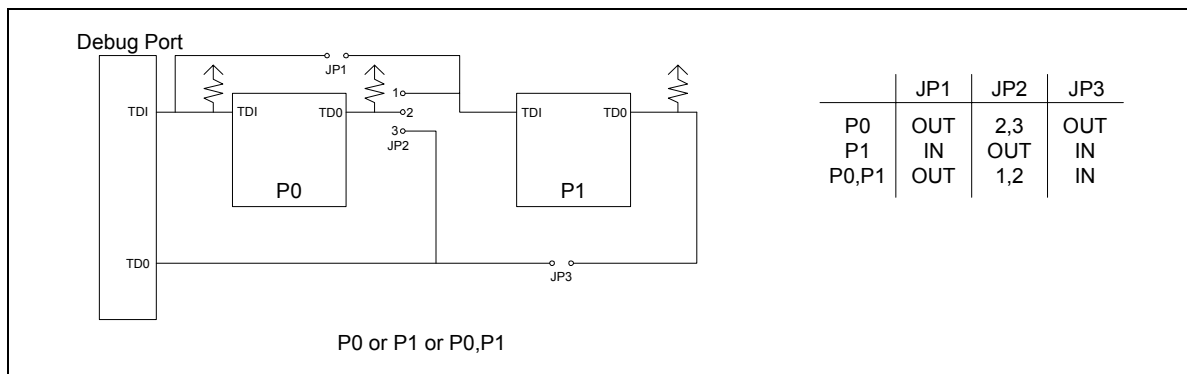 Debug Port
JP1
1
TDI
TDI
TD0
2
TDI
TD0
3
JP2
P0
P1
TD0
JP3
P0 or P1 or P0,P1
JP1 JP2 JP3
P0 OUT 2,3 OUT
P1 IN OUT IN
P0,P1 OUT 1,2 IN